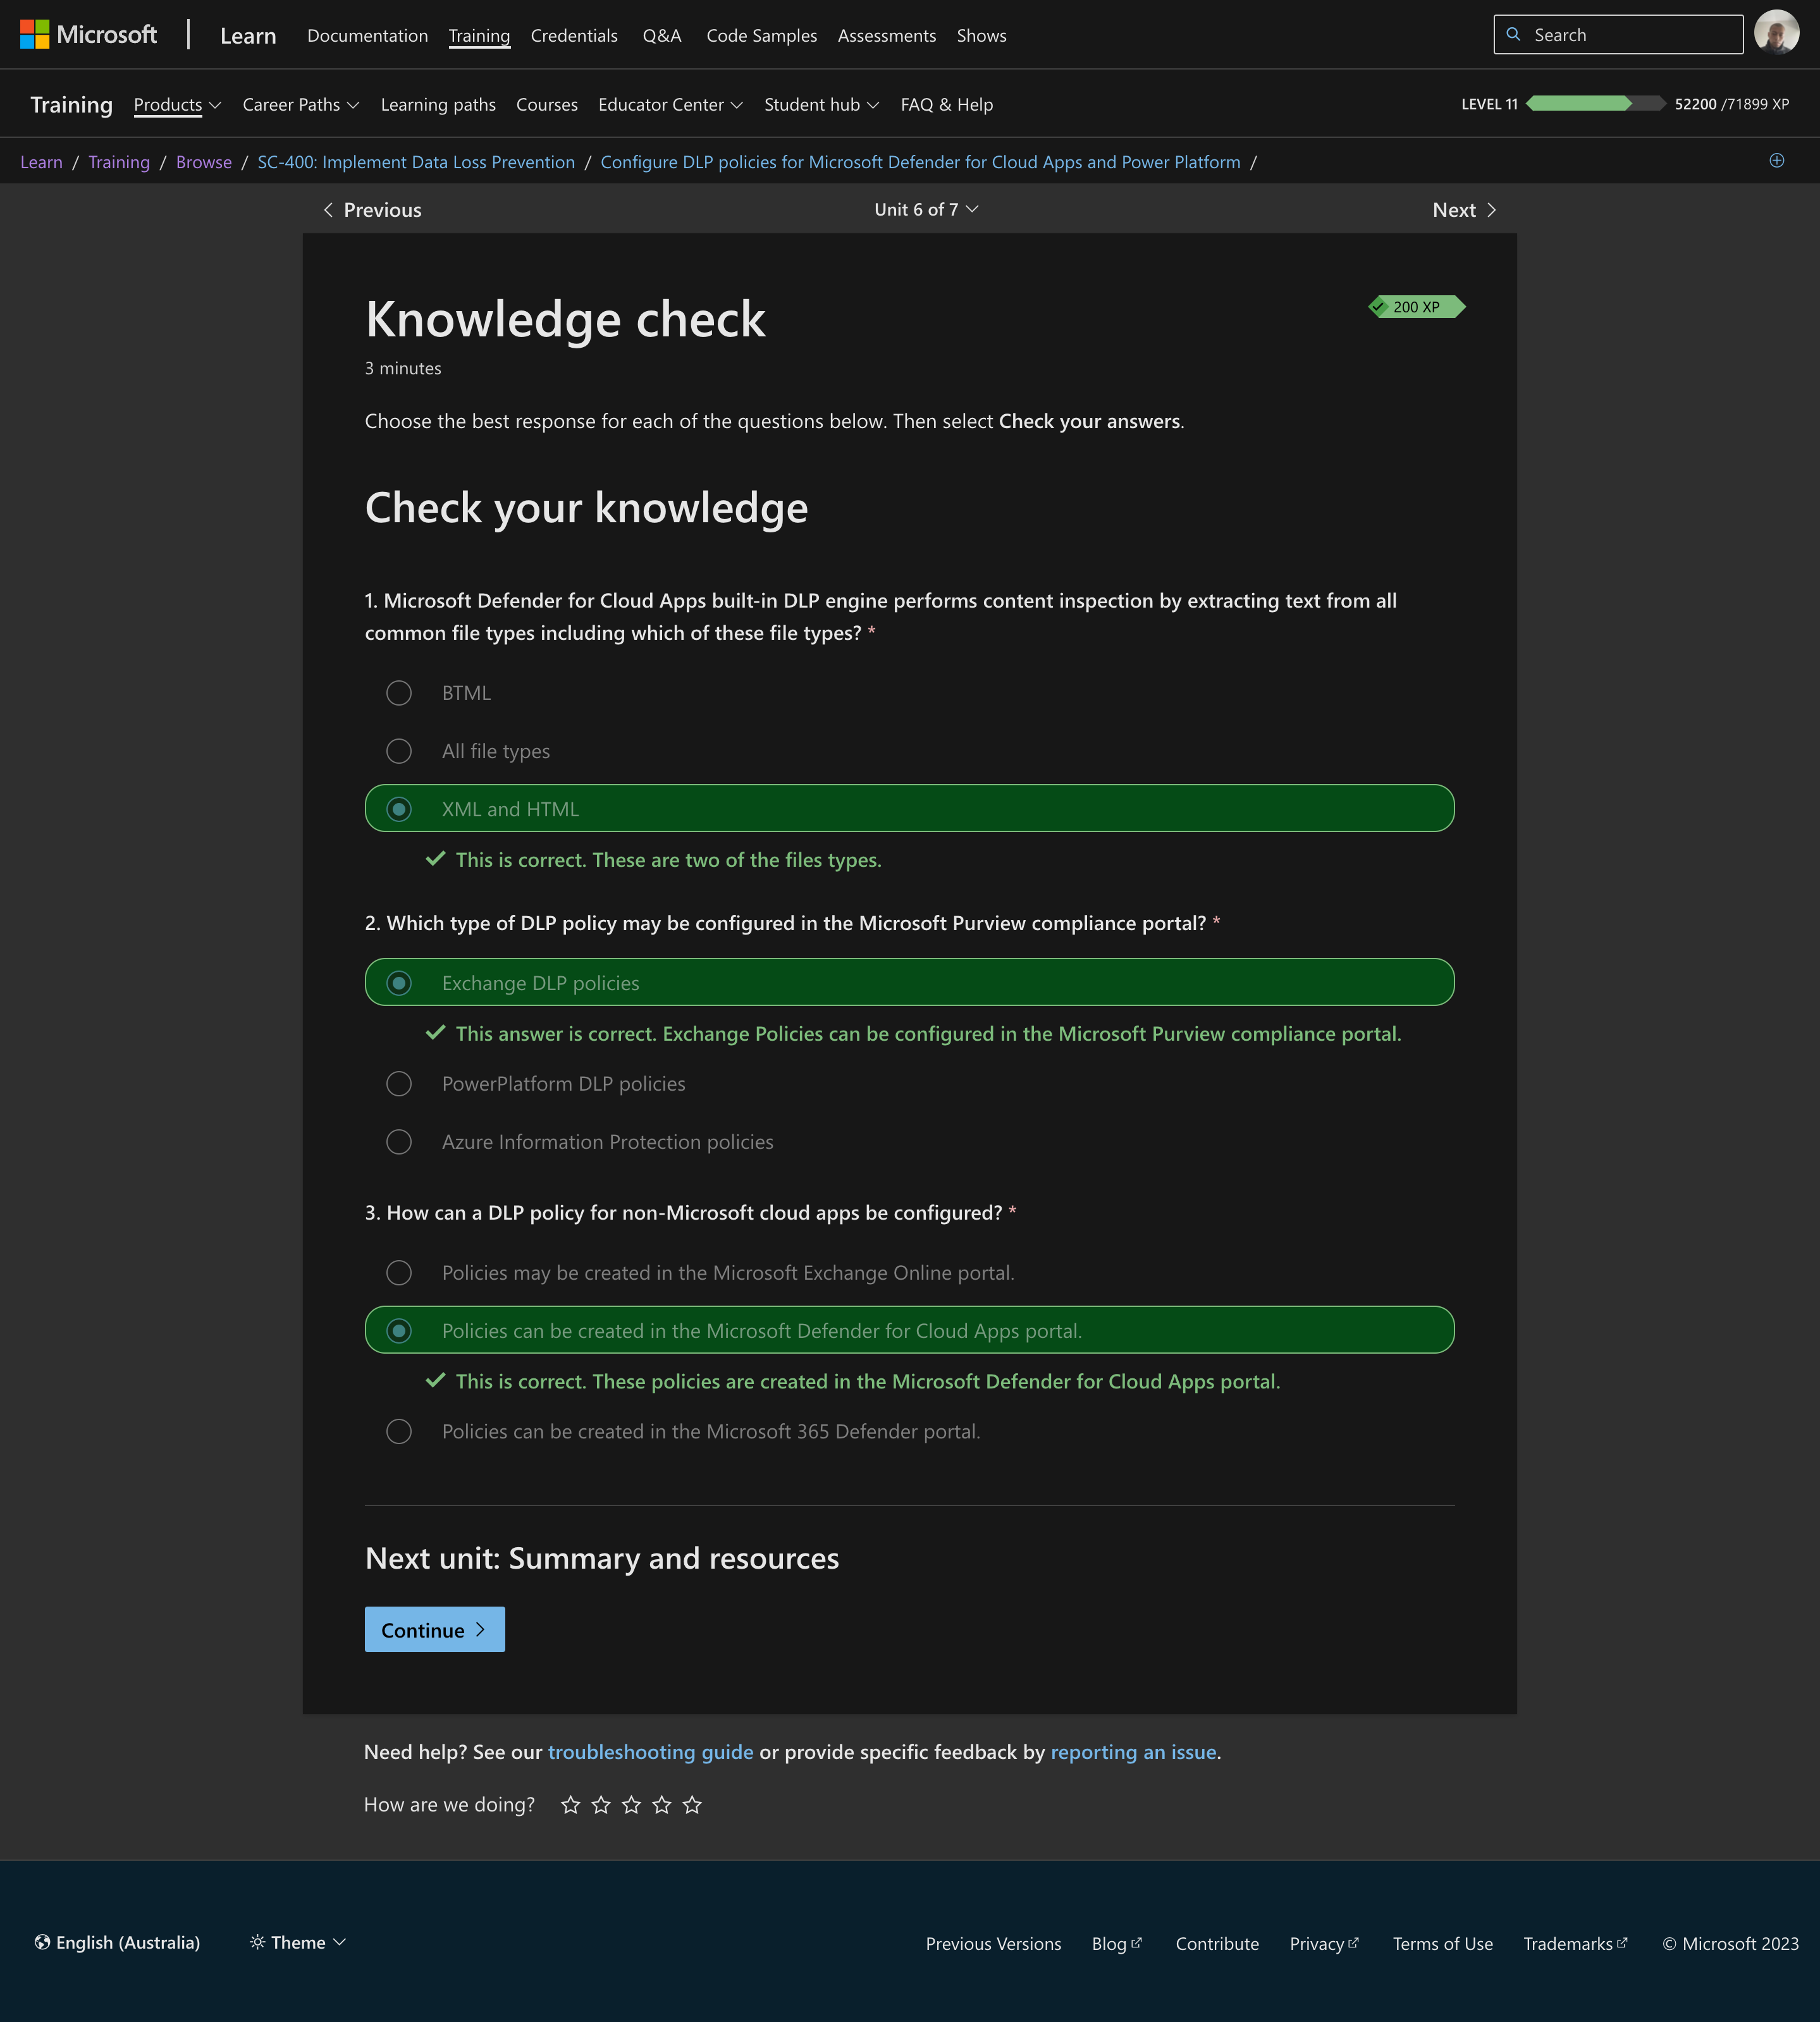 Microsoft
Learn
Documentation
Training
Credentials
Q&A
Code Samples
Assessments
Shows
Search
Training
Products
Career Paths
Learning paths
Courses
Educator Center
Student hub
FAQ & Help
LEVEL 11
52200 /71899 XP
Learn / Training / Browse / SC-400: Implement Data Loss Prevention / Configure DLP policies for Microsoft Defender for Cloud Apps and Power Platform /
Previous
Unit 6 of 7
Next
Knowledge check
200 XP
3 minutes
Choose the best response for each of the questions below. Then select Check your answers.
Check your knowledge
1. Microsoft Defender for Cloud Apps built-in DLP engine performs content inspection by extracting text from all
common file types including which of these file types? *
BTML
All file types
XML and HTML
This is correct. These are two of the files types.
2. Which type of DLP policy may be configured in the Microsoft Purview compliance portal? *
Exchange DLP policies
This answer is correct. Exchange Policies can be configured in the Microsoft Purview compliance portal.
PowerPlatform DLP policies
Azure Information Protection policies
3. How can a DLP policy for non-Microsoft cloud apps be configured? *
Policies may be created in the Microsoft Exchange Online portal.
Policies can be created in the Microsoft Defender for Cloud Apps portal.
This is correct. These policies are created in the Microsoft Defender for Cloud Apps portal.
Policies can be created in the Microsoft 365 Defender portal.
Next unit: Summary and resources
Continue
Need help? See our troubleshooting guide or provide specific feedback by reporting an issue.
How are we doing?
English (Australia)
Theme
Previous Versions
Blog
Contribute
Privacy
Terms of Use
Trademarks
© Microsoft 2023